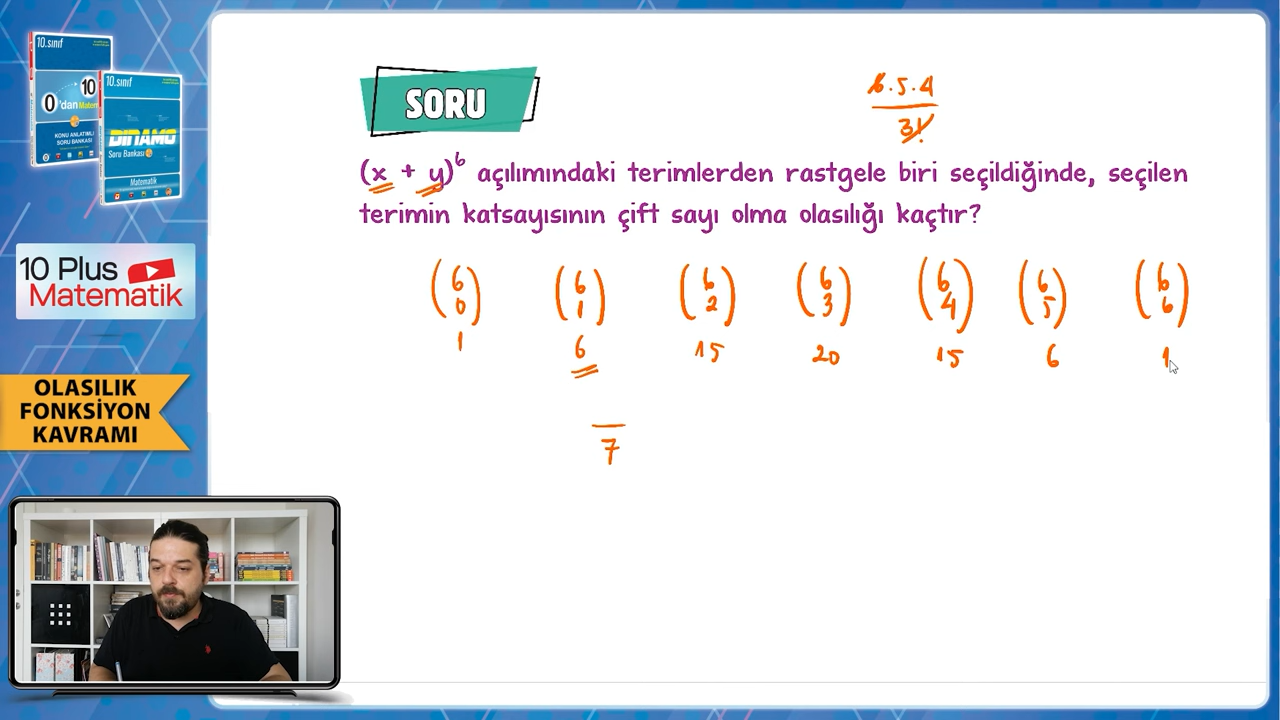 10.sınıf
0'dan 10 Matem
KONU ANLATIMLI
SORU BANKASI
10.sınıf
DINAMO
Soru Bankası
Matematik
10 Plus
Matematik
OLASILIK
FONKSİYON
KAVRAMI
SORU
6.5.4
3!
(x + y)^6 açılımındaki terimlerden rastgele biri seçildiğinde, seçilen
terimin katsayısının çift sayı olma olasılığı kaçtır?
(6 0) (6 1) (6 2) (6 3) (6 4) (6 5) (6 6)
1 6 15 20 15 6 1
7